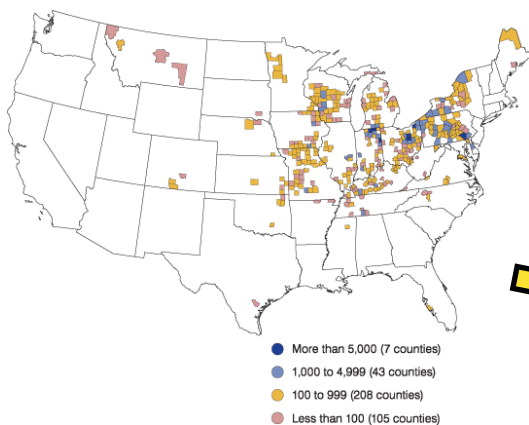 More than 5,000 (7 counties)
1,000 to 4,999 (43 counties)
100 to 999 (208 counties)
Less than 100 (105 counties)